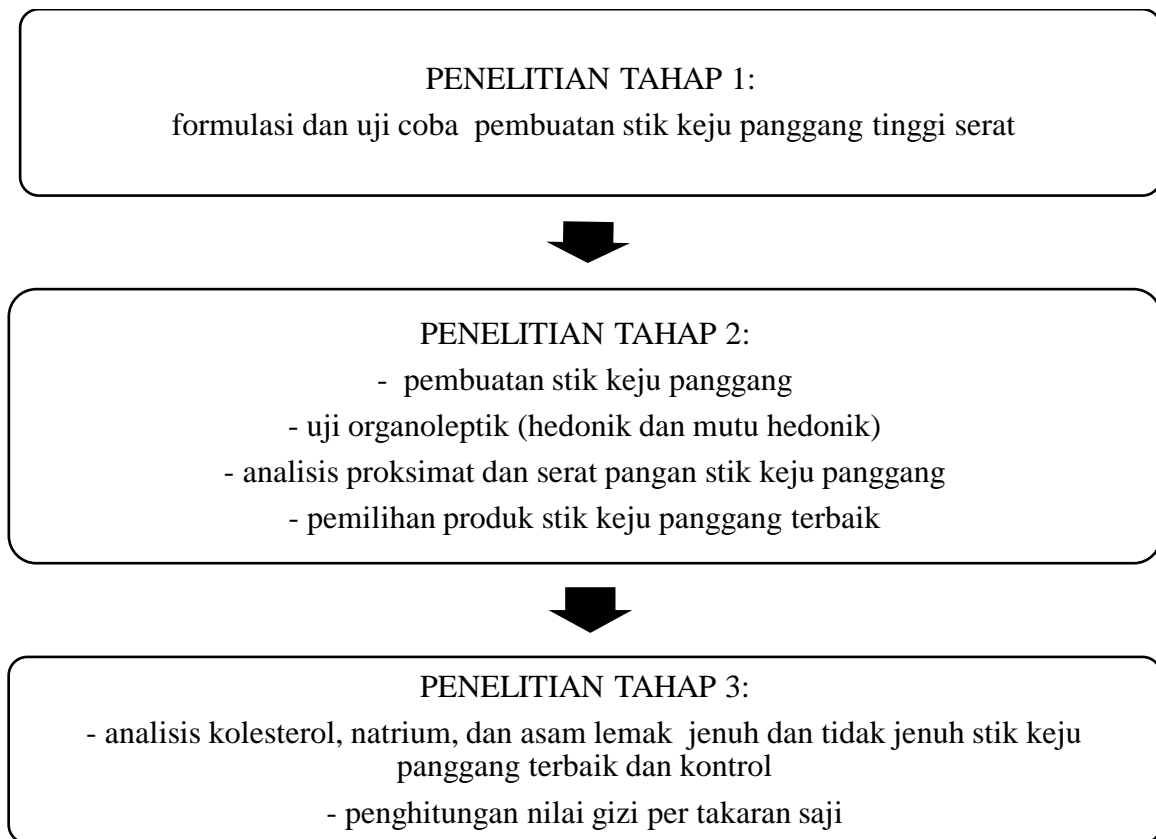 PENELITIAN TAHAP 1:
formulasi dan uji coba pembuatan stik keju panggang tinggi serat
PENELITIAN TAHAP 2:
- pembuatan stik keju panggang
- uji organoleptik (hedonik dan mutu hedonik)
- analisis proksimat dan serat pangan stik keju panggang
- pemilihan produk stik keju panggang terbaik
PENELITIAN TAHAP 3:
- analisis kolesterol, natrium, dan asam lemak jenuh dan tidak jenuh stik keju
panggang terbaik dan kontrol
- penghitungan nilai gizi per takaran saji